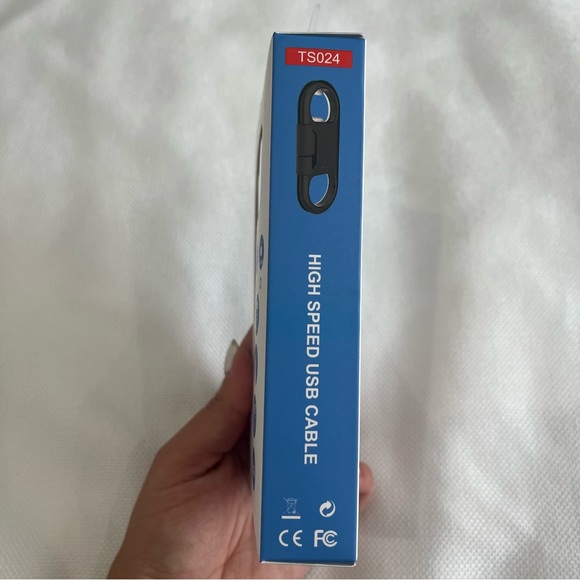 TS024
HIGH SPEED USB CABLE
CE FC